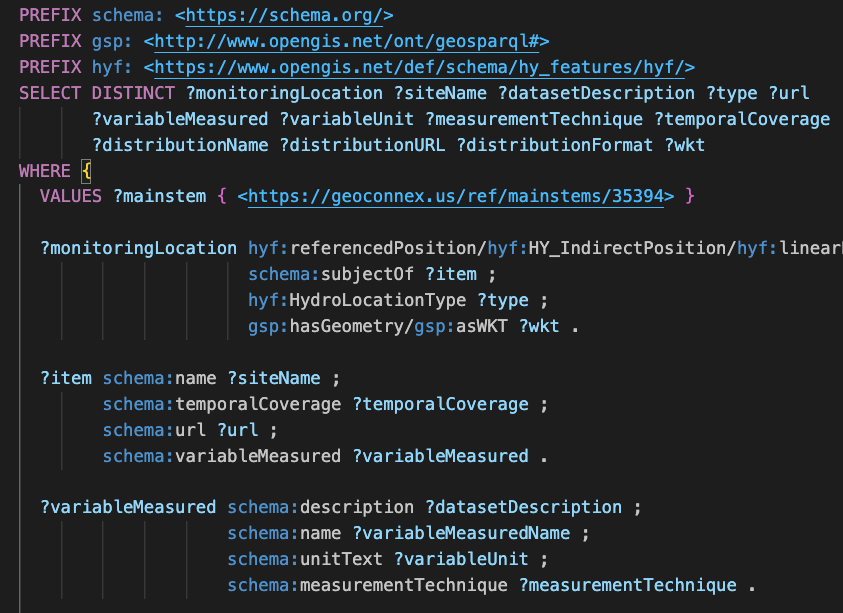 PREFIX schema: <https://schema.org/>
PREFIX gsp: <http://www.opengis.net/ont/geosparql#>
PREFIX hyf: <https://www.opengis.net/def/schema/hy_features/hyf/>
SELECT DISTINCT ?monitoringLocation ?siteName ?datasetDescription ?type ?url
?variableMeasured ?variableUnit ?measurementTechnique ?temporalCoverage
?distributionName ?distributionURL ?distributionFormat ?wkt
WHERE {
VALUES ?mainstem { <https://geoconnex.us/ref/mainstems/35394> }
?monitoringLocation hyf:referencedPosition/hyf:HY_IndirectPosition/hyf:linear
schema:subjectOf ?item ;
hyf:HydroLocationType ?type ;
gsp:hasGeometry/gsp:asWKT ?wkt .
?item schema:name ?siteName ;
schema:temporalCoverage ?temporalCoverage ;
schema:url ?url ;
schema:variableMeasured ?variableMeasured .
?variableMeasured schema:description ?datasetDescription ;
schema:name ?variableMeasuredName ;
schema:unitText ?variableUnit ;
schema:measurementTechnique ?measurementTechnique .